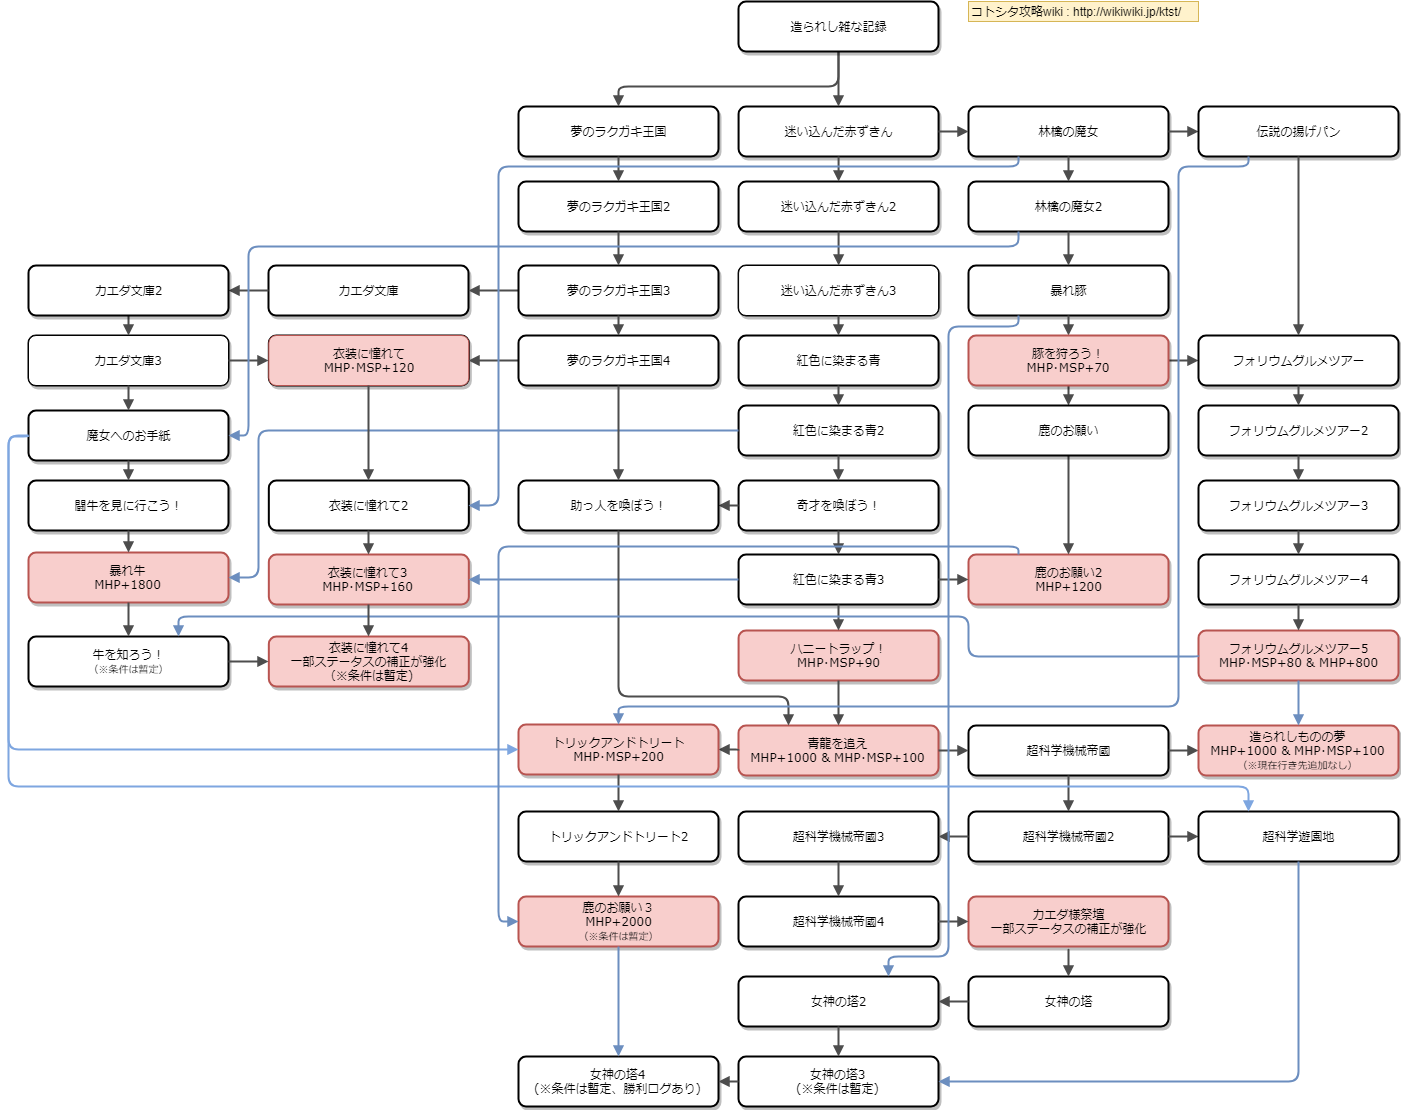 造られし雑な記録
コトシタ攻略wiki : http://wikiwiki.jp/ktst/
夢のラクガキ王国
迷い込んだ赤ずきん
林檎の魔女
伝説の揚げパン
夢のラクガキ王国2
迷い込んだ赤ずきん2
林檎の魔女2
カエダ文庫2
カエダ文庫
夢のラクガキ王国3
迷い込んだ赤ずきん3
暴れ豚
カエダ文庫3
衣装に憧れて
MHP·MSP+120
夢のラクガキ王国4
紅色に染まる青
豚を狩ろう！
MHP·MSP+70
フォリウムグルメツアー
魔女へのお手紙
紅色に染まる青2
鹿のお願い
フォリウムグルメツアー2
闘牛を見に行こう！
衣装に憧れて2
助っ人を喚ぼう！
奇才を喚ぼう！
フォリウムグルメツアー3
暴れ牛
MHP+1800
衣装に憧れて3
MHP·MSP+160
紅色に染まる青3
鹿のお願い2
MHP+1200
フォリウムグルメツアー4
牛を知ろう！
（※条件は暫定）
衣装に憧れて4
一部ステータスの補正が強化
（※条件は暫定)
ハニートラップ！
MHP·MSP+90
フォリウムグルメツアー5
MHP·MSP+80 & MHP+800
トリックアンドトリート
MHP·MSP+200
青龍を追え
MHP+1000 & MHP·MSP+100
超科学機械帝國
造られしものの夢
MHP+1000 & MHP·MSP+100
（※現在行き先追加なし）
トリックアンドトリート2
超科学機械帝國3
超科学機械帝國2
超科学遊園地
鹿のお願い３
MHP+2000
（※条件は暫定）
超科学機械帝國4
カエダ様祭壇
一部ステータスの補正が強化
女神の塔2
女神の塔
女神の塔4
（※条件は暫定、勝利ログあり）
女神の塔3
（※条件は暫定）